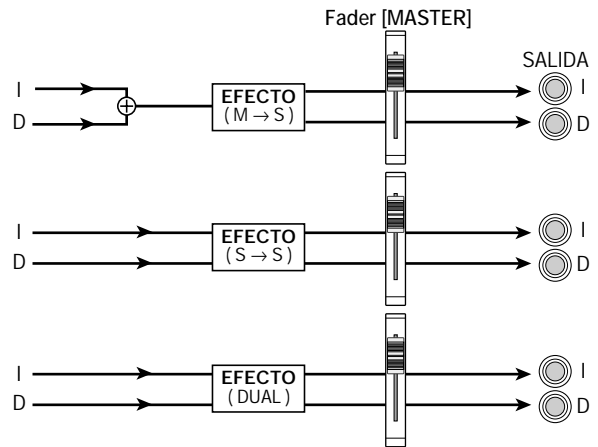 Fader [MASTER]
SALIDA
I
D
EFECTO
( M → S )
I
D
I
D
EFECTO
( S → S )
I
D
I
D
EFECTO
( DUAL )
I
D